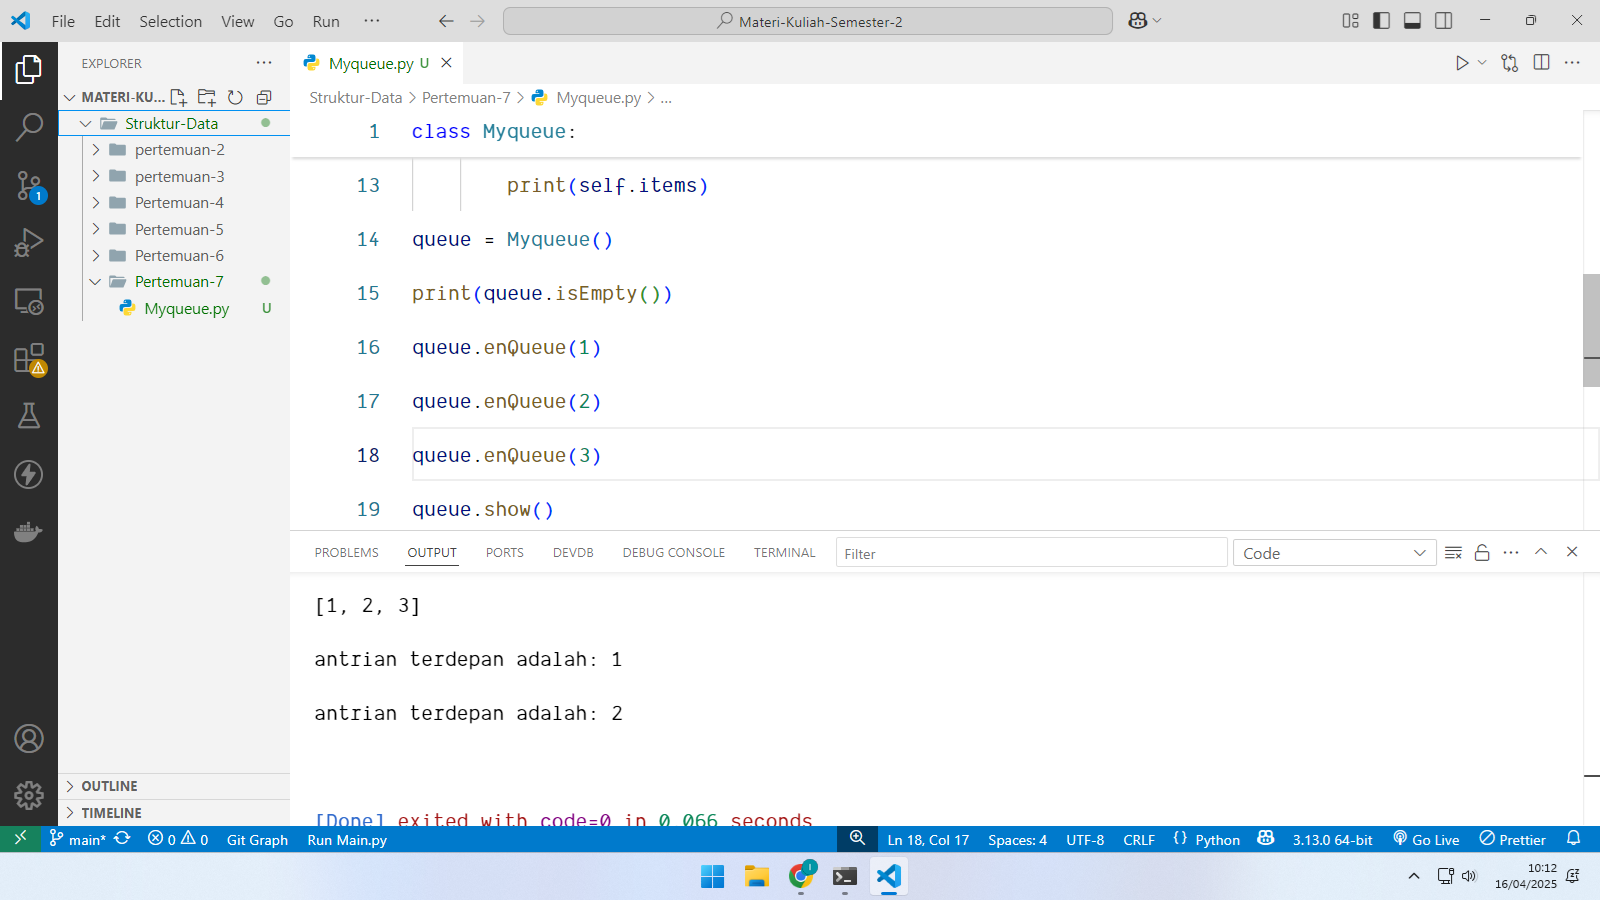 File Edit Selection View Go Run ...
Materi-Kuliah-Semester-2
EXPLORER
MATERI-KU...
Struktur-Data
pertemuan-2
pertemuan-3
Pertemuan-4
Pertemuan-5
Pertemuan-6
Pertemuan-7
Myqueue.py U
OUTLINE
TIMELINE
1
Myqueue.py U
Struktur-Data > Pertemuan-7 > Myqueue.py > ...
1 class Myqueue:
13 print(self.items)
14 queue = Myqueue()
15 print(queue.isEmpty())
16 queue.enQueue(1)
17 queue.enQueue(2)
18 queue.enQueue(3)
19 queue.show()
PROBLEMS OUTPUT PORTS DEVDB DEBUG CONSOLE TERMINAL Filter Code
[1, 2, 3]
antrian terdepan adalah: 1
antrian terdepan adalah: 2
[Done] exited with code=0 in 0.066 seconds
main* 0 0 Git Graph Run Main.py Ln 18, Col 17 Spaces: 4 UTF-8 CRLF {} Python 3.13.0 64-bit Go Live Prettier
10:12
16/04/2025